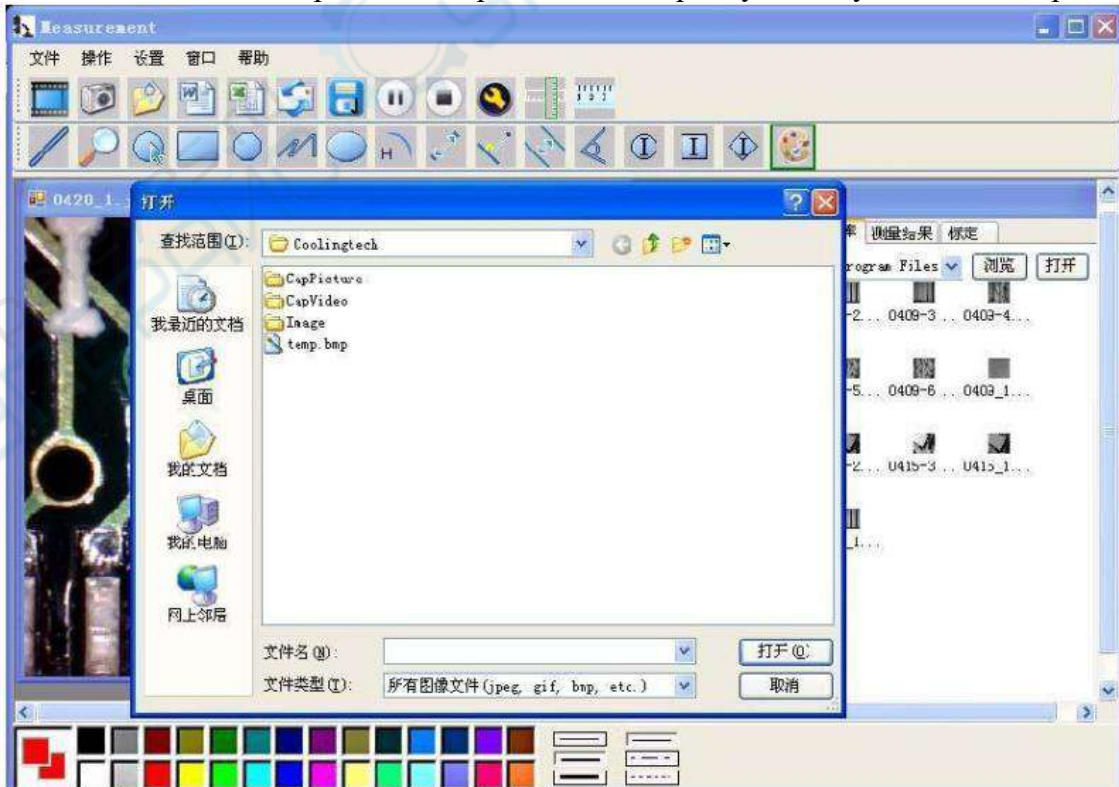 Measurement
文件 操作 设置 窗口 帮助
0420_1.
打开
查找范围(I): Coolingtech
CapPicture
CapVideo
Image
temp.bmp
我最近的文档
桌面
我的文档
我的电脑
网上邻居
文件名(N):
打开(O)
文件类型(T): 所有图像文件(jpeg, gif, bmp, etc.)
取消
测量结果 标定
rogram Files 浏览 打开
-2... 0409-3... 0409-4...
-5... 0409-6... 0409_1...
-2... 0415-3... 0415_1...
_1...